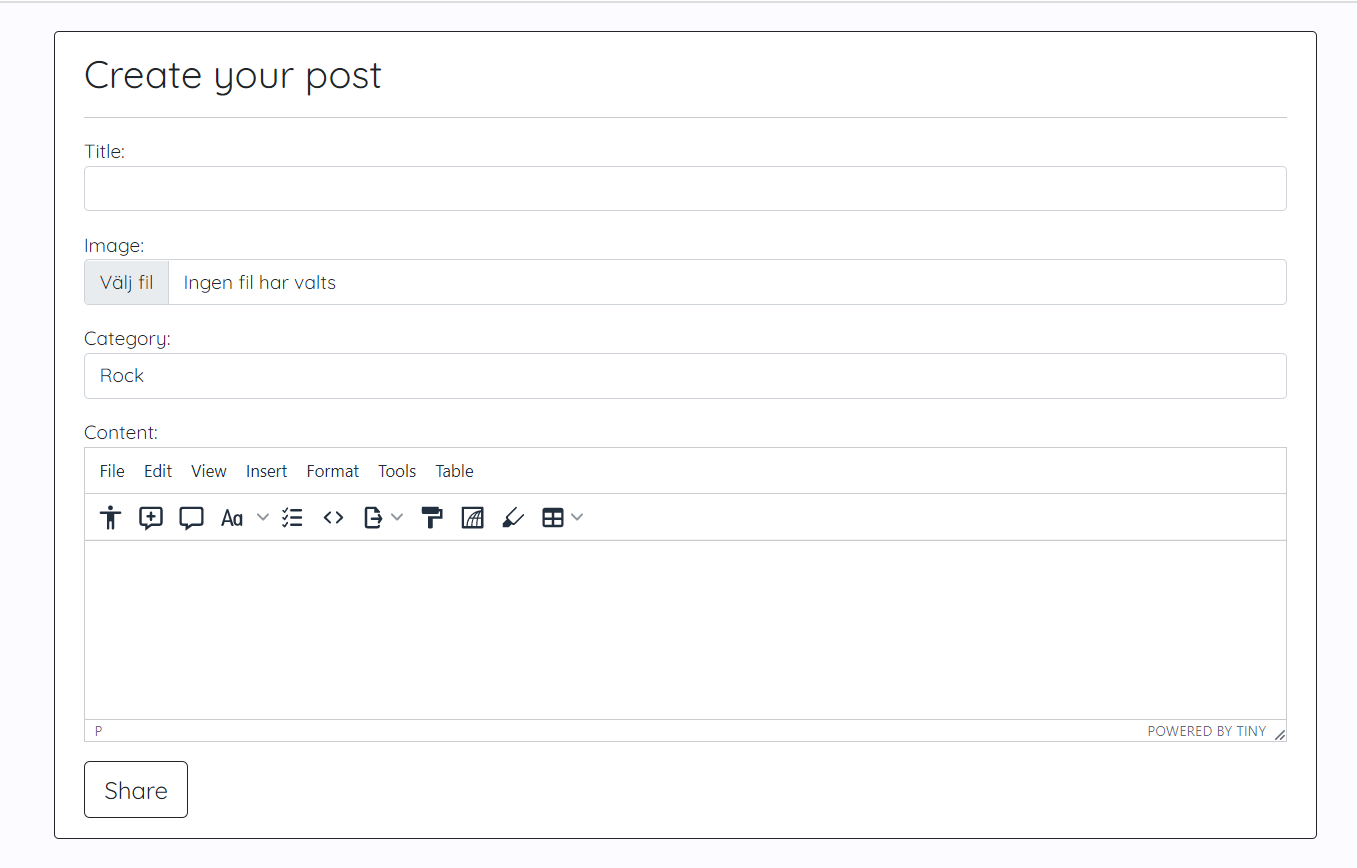 Create your post
Title:
Image:
Välj fil Ingen fil har valts
Category:
Rock
Content:
File Edit View Insert Format Tools Table
Aa
P POWERED BY TINY
Share